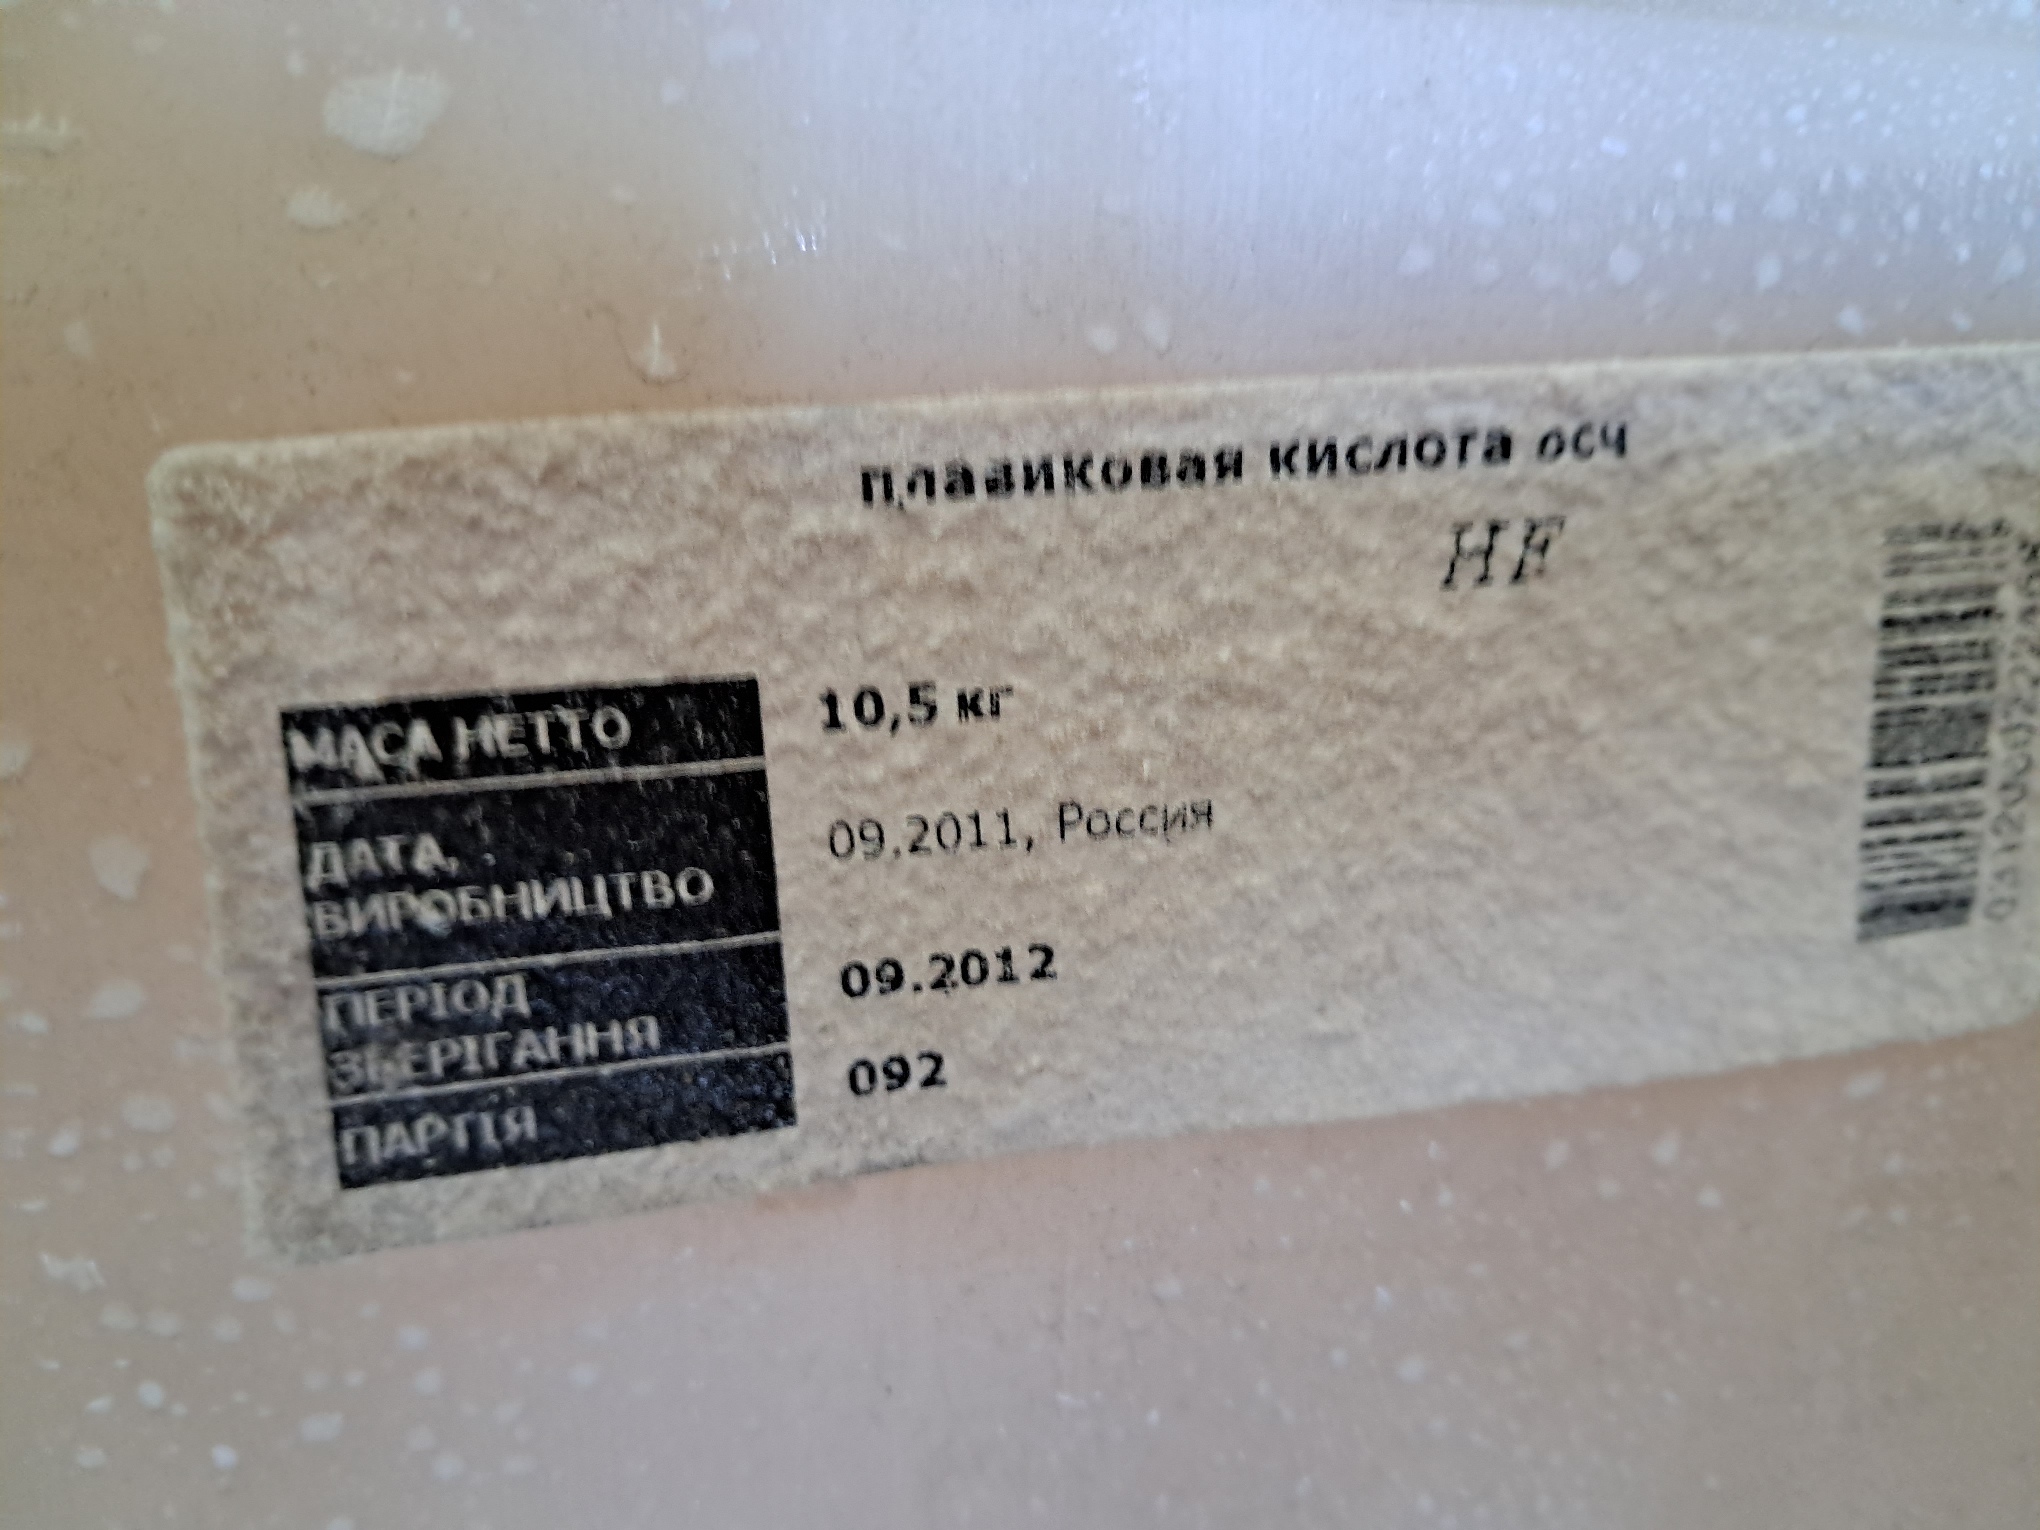 плавиковая кислота осч
HF
МАСА НЕТТО 10,5 кг
ДАТА, ВИРОБНИЦТВО 09.2011, Россия
ПЕРІОД ЗБЕРІГАННЯ 09.2012
ПАРТІЯ 092